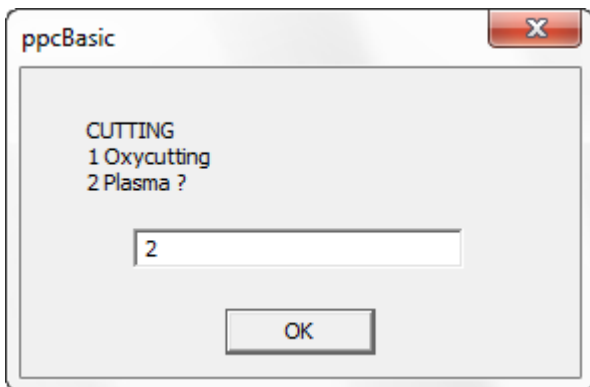 ppcBasic
CUTTING
1 Oxycutting
2 Plasma ?
2
OK